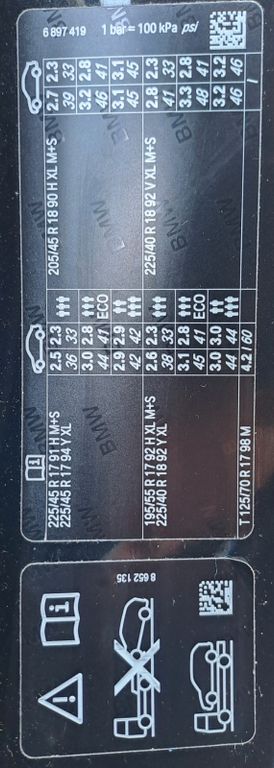 6 897 419 1 bar = 100 kPa psi
225/45 R 17 91 H M+S 2.5 2.3 205/45 R 18 90 H XL M+S 2.7 2.3
225/45 R 17 94 Y XL 36 33 39 33
3.0 2.8 3.2 2.8
44 41 ECO 46 41
2.9 2.9 3.1 3.1
42 42 45 45
195/55 R 17 92 H XL M+S 2.6 2.3 225/40 R 18 92 V XL M+S 2.8 2.3
225/40 R 18 92 Y XL 38 33 41 33
3.1 2.8 3.3 2.8
45 41 ECO 48 41
3.0 3.0 3.2 3.2
44 44 46 46
T 125/70 R 17 98 M 4.2 / 60 /
BMW
BMW
BMW
BMW
8 652 135